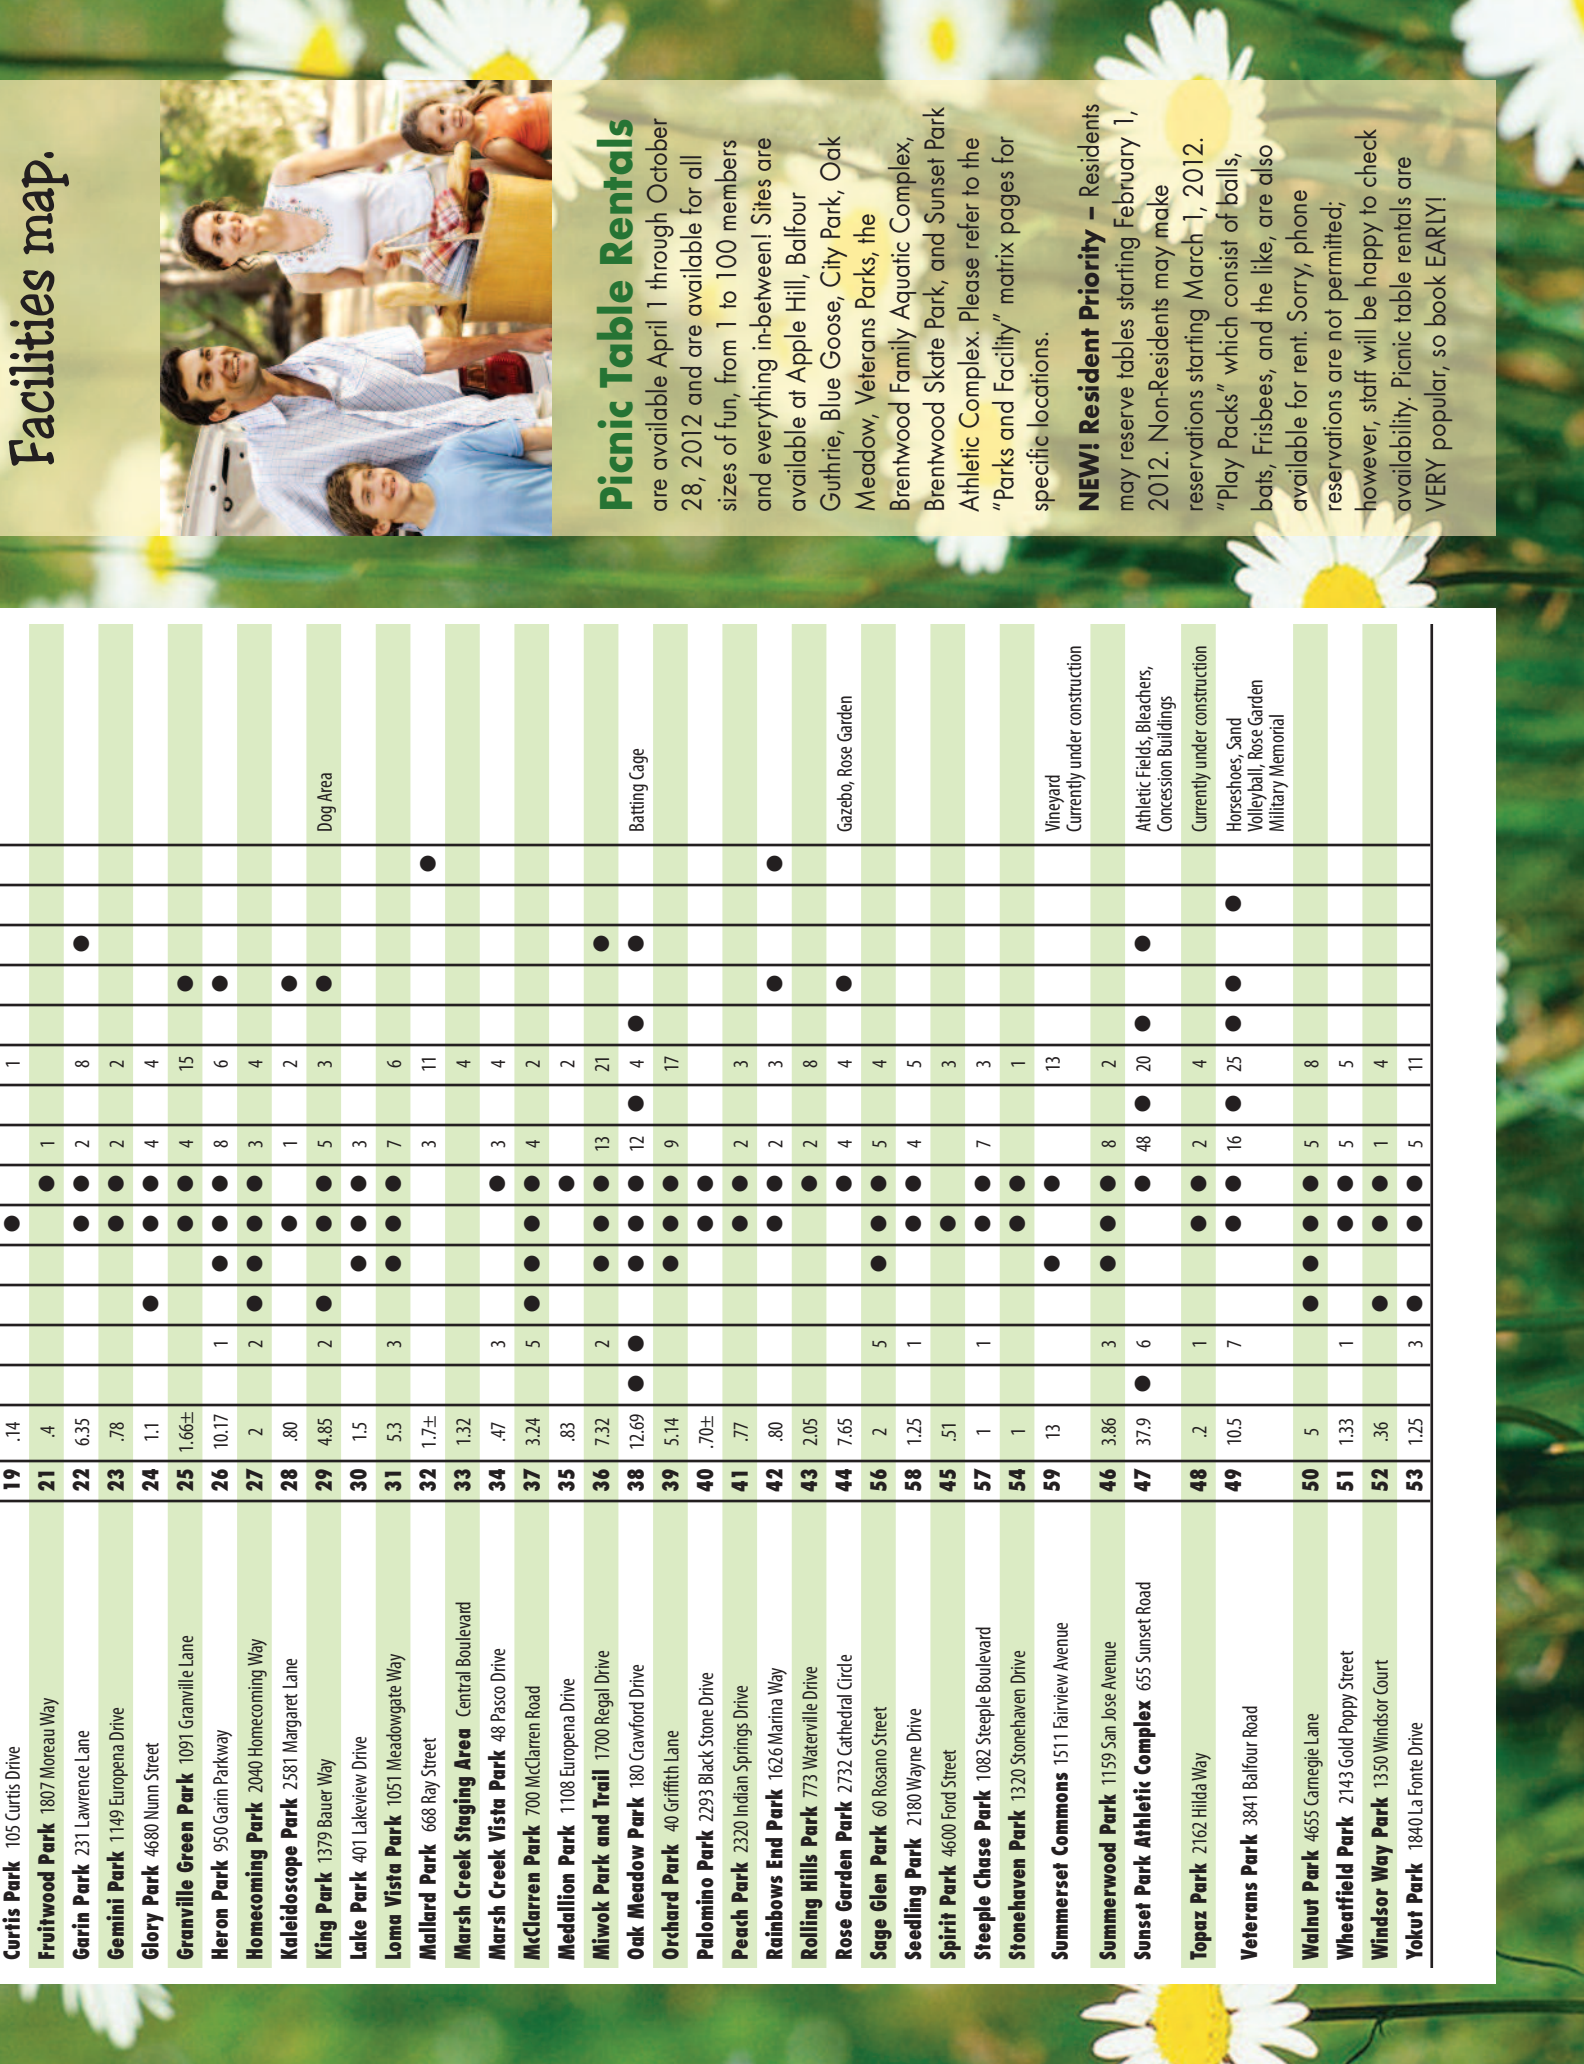 Curtis Park 105 Curtis Drive 19 .14 ● 1
Fruitwood Park 1807 Moreau Way 21 .4 ● 1
Garin Park 231 Lawrence Lane 22 6.35 ● ● 2 8 ●
Gemini Park 1149 Europena Drive 23 .78 ● ● 2 2
Glory Park 4680 Nunn Street 24 1.1 ● ● ● 4 4
Granville Green Park 1091 Granville Lane 25 1.66± ● ● 4 15 ●
Heron Park 950 Garin Parkway 26 10.17 1 ● ● ● 8 6 ●
Homecoming Park 2040 Homecoming Way 27 2 2 ● ● ● ● 3 4
Kaleidoscope Park 2581 Margaret Lane 28 .80 ● 1 2 ●
King Park 1379 Bauer Way 29 4.85 2 ● ● ● 5 3 ● Dog Area
Lake Park 401 Lakeview Drive 30 1.5 ● ● ● 3
Loma Vista Park 1051 Meadowgate Way 31 5.3 3 ● ● ● 7 6
Mallard Park 668 Ray Street 32 1.7± 3 11 ●
Marsh Creek Staging Area Central Boulevard 33 1.32 4
Marsh Creek Vista Park 48 Pasco Drive 34 .47 3 ● 3 4
McClarren Park 700 McClarren Road 37 3.24 5 ● ● ● ● 4 2
Medallion Park 1108 Europena Drive 35 .83 ● 2
Miwok Park and Trail 1700 Regal Drive 36 7.32 2 ● ● ● 13 21 ●
Oak Meadow Park 180 Crawford Drive 38 12.69 ● ● ● ● ● 12 ● 4 ● ● Batting Cage
Orchard Park 40 Griffith Lane 39 5.14 ● ● ● 9 17
Palomino Park 2293 Black Stone Drive 40 .70± ● ●
Peach Park 2320 Indian Springs Drive 41 .77 ● ● 2 3
Rainbows End Park 1626 Marina Way 42 .80 ● ● 2 3 ● ●
Rolling Hills Park 773 Waterville Drive 43 2.05 ● 2 8
Rose Garden Park 2732 Cathedral Circle 44 7.65 ● 4 4 ● Gazebo, Rose Garden
Sage Glen Park 60 Rosano Street 56 2 5 ● ● ● 5 4
Seedling Park 2180 Wayne Drive 58 1.25 1 ● ● 4 5
Spirit Park 4600 Ford Street 45 .51 ● 3
Steeple Chase Park 1082 Steeple Boulevard 57 1 1 ● ● 7 3
Stonehaven Park 1320 Stonehaven Drive 54 1 ● ● 1
Summerset Commons 1511 Fairview Avenue 59 13 ● ● 13 Vineyard
Currently under construction
Summerwood Park 1159 San Jose Avenue 46 3.86 3 ● ● ● 8 2
Sunset Park Athletic Complex 655 Sunset Road 47 37.9 ● 6 ● 48 ● 20 ● ● Athletic Fields, Bleachers,
Concession Buildings
Topaz Park 2162 Hilda Way 48 .2 1 ● ● 2 4 Currently under construction
Veterans Park 3841 Balfour Road 49 10.5 7 ● ● 16 ● 25 ● ● ● Horseshoes, Sand
Volleyball, Rose Garden
Military Memorial
Walnut Park 4655 Carnegie Lane 50 5 ● ● ● ● 5 8
Wheatfield Park 2143 Gold Poppy Street 51 1.33 1 ● ● 5 5
Windsor Way Park 1350 Windsor Court 52 .36 ● ● ● 1 4
Yokut Park 1840 La Fonte Drive 53 1.25 3 ● ● ● 5 11
Facilities map.
Picnic Table Rentals
are available April 1 through October
28, 2012 and are available for all
sizes of fun, from 1 to 100 members
and everything in-between! Sites are
available at Apple Hill, Balfour
Guthrie, Blue Goose, City Park, Oak
Meadow, Veterans Parks, the
Brentwood Family Aquatic Complex,
Brentwood Skate Park, and Sunset Park
Athletic Complex. Please refer to the
“Parks and Facility” matrix pages for
specific locations.
NEW! Resident Priority – Residents
may reserve tables starting February 1,
2012. Non-Residents may make
reservations starting March 1, 2012.
“Play Packs” which consist of balls,
bats, Frisbees, and the like, are also
available for rent. Sorry, phone
reservations are not permitted;
however, staff will be happy to check
availability. Picnic table rentals are
VERY popular, so book EARLY!